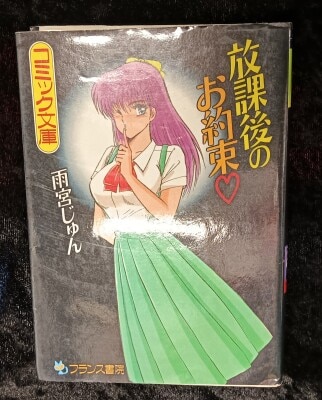 放課後の
お約束♡
コミック文庫
雨宮じゅん
フランス書院